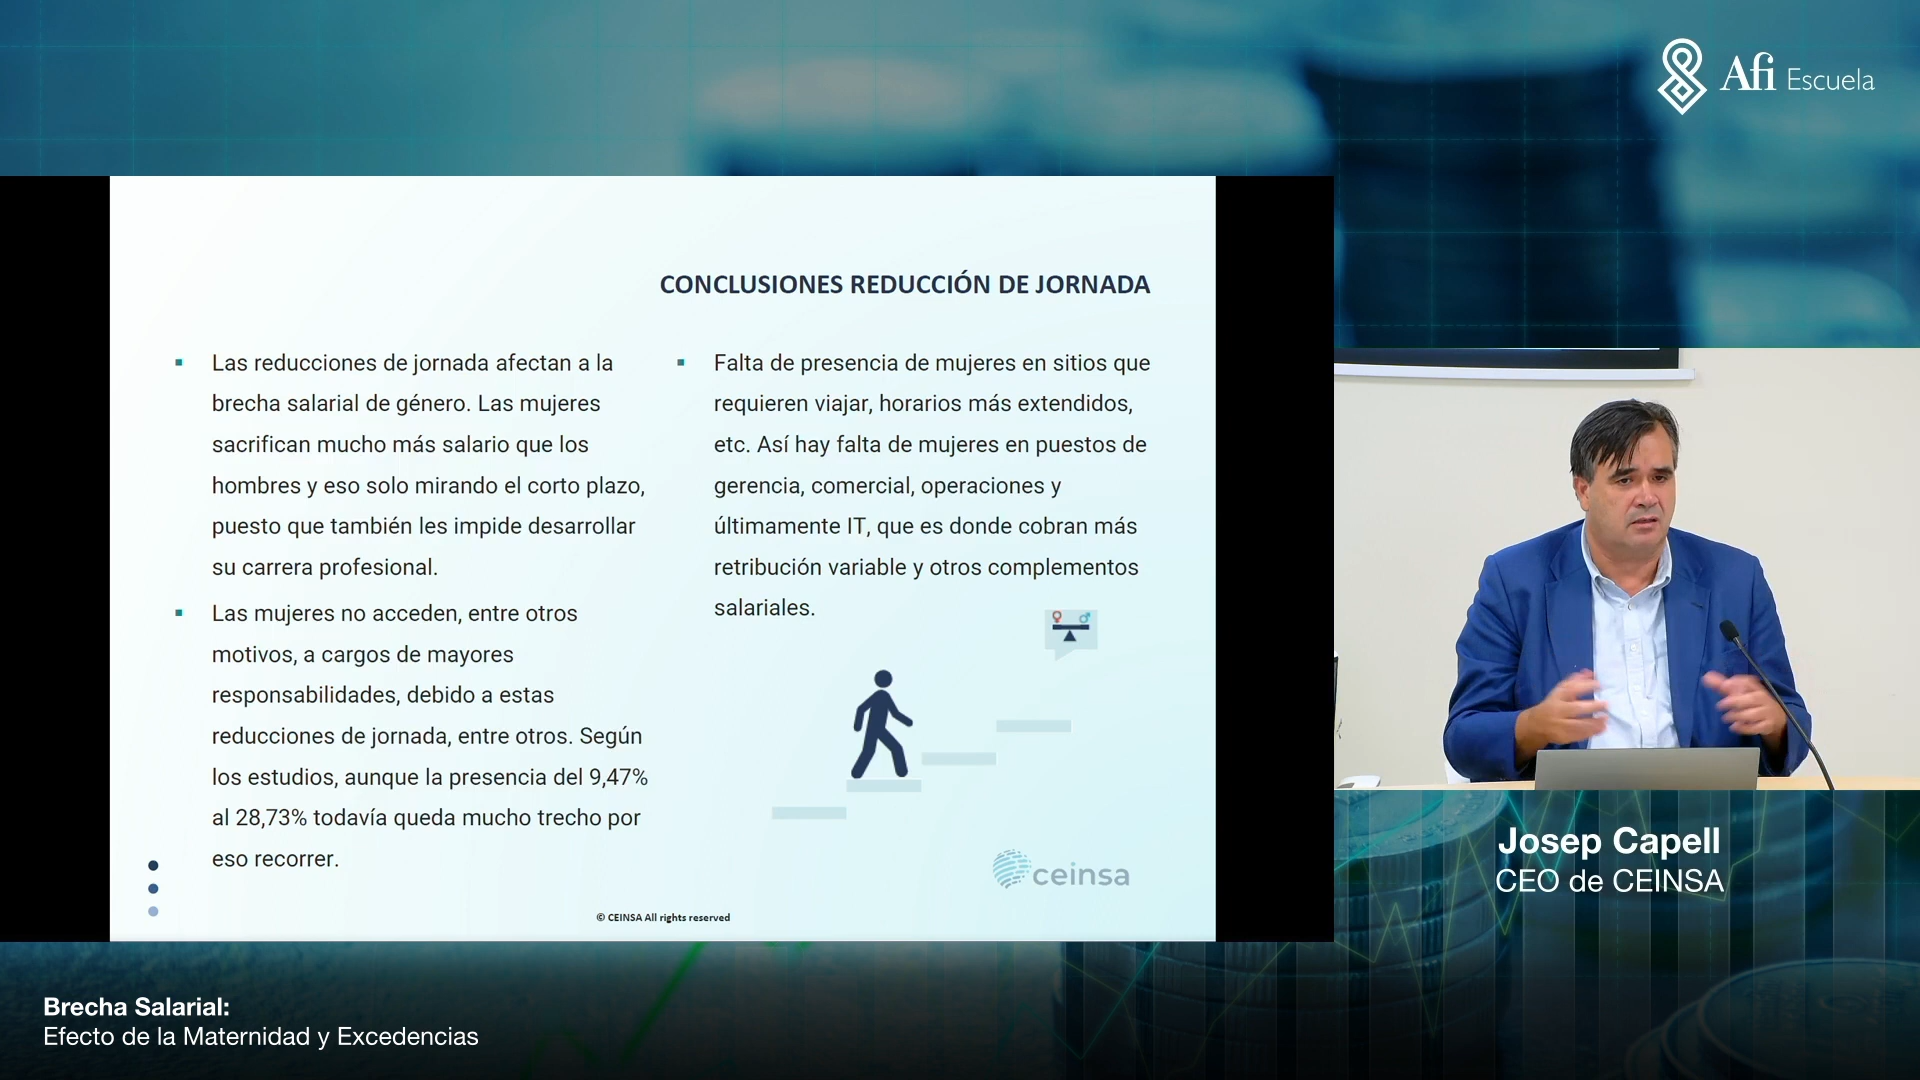 Afi Escuela
CONCLUSIONES REDUCCIÓN DE JORNADA
Las reducciones de jornada afectan a la
brecha salarial de género. Las mujeres
sacrifican mucho más salario que los
hombres y eso solo mirando el corto plazo,
puesto que también les impide desarrollar
su carrera profesional.
Las mujeres no acceden, entre otros
motivos, a cargos de mayores
responsabilidades, debido a estas
reducciones de jornada, entre otros. Según
los estudios, aunque la presencia del 9,47%
al 28,73% todavía queda mucho trecho por
eso recorrer.
Falta de presencia de mujeres en sitios que
requieren viajar, horarios más extendidos,
etc. Así hay falta de mujeres en puestos de
gerencia, comercial, operaciones y
últimamente IT, que es donde cobran más
retribución variable y otros complementos
salariales.
ceinsa
© CEINSA All rights reserved
Josep Capell
CEO de CEINSA
Brecha Salarial:
Efecto de la Maternidad y Excedencias